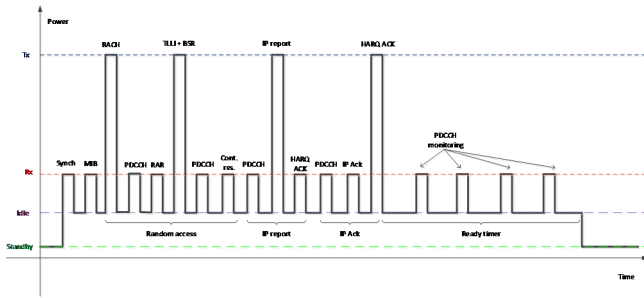 Power
Tx
RACH
TLLI + BSR
IP report
HARQ ACK
Synch
MIB
PDCCH
RAR
PDCCH
Cont.
res.
PDCCH
HARQ
ACK
PDCCH
IP Ack
PDCCH
monitoring
Rx
Idle
Random access
IP report
IP Ack
Ready timer
Standby
Time